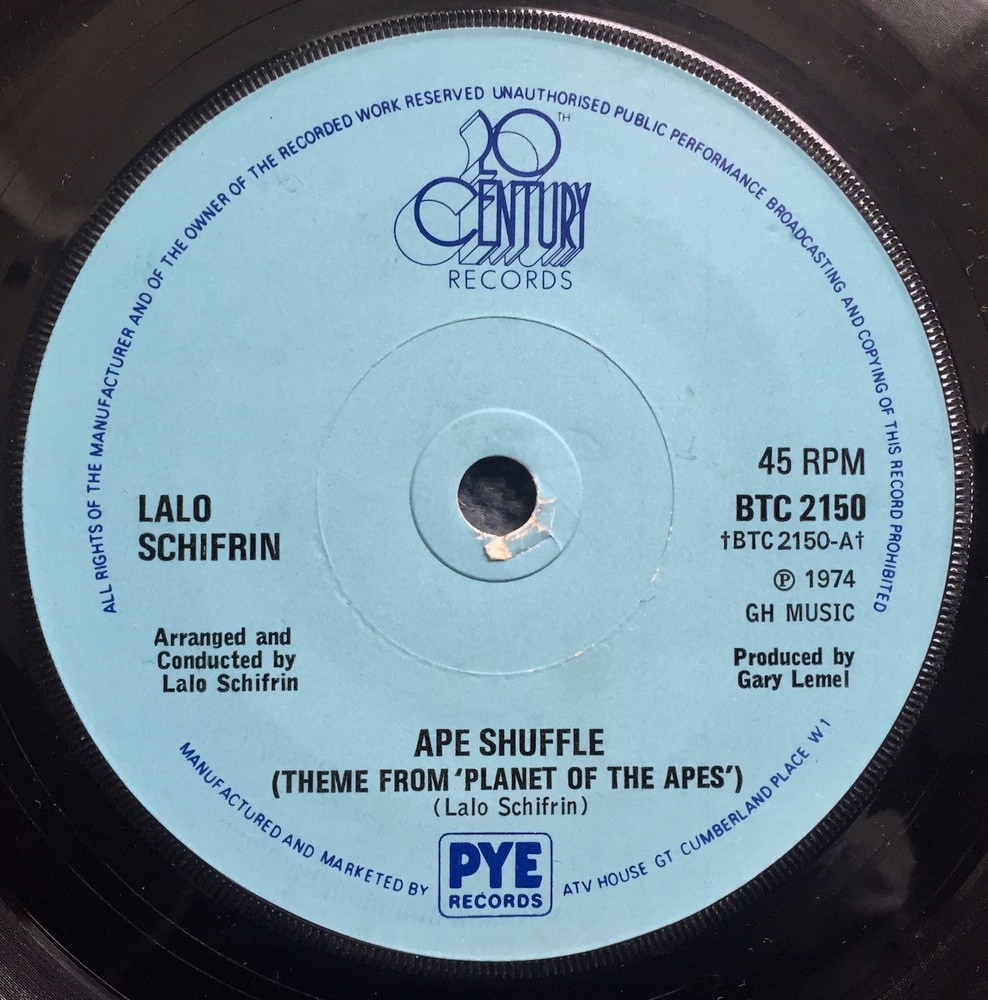 ALL RIGHTS OF THE MANUFACTURER AND OF THE OWNER OF THE RECORDED WORK RESERVED UNAUTHORISED PUBLIC PERFORMANCE BROADCASTING AND COPYING OF THIS RECORD PROHIBITED
20TH
CENTURY
RECORDS
45 RPM
BTC 2150
†BTC 2150-A†
℗ 1974
GH MUSIC
LALO
SCHIFRIN
Arranged and
Conducted by
Lalo Schifrin
Produced by
Gary Lemel
APE SHUFFLE
(THEME FROM 'PLANET OF THE APES')
(Lalo Schifrin)
MANUFACTURED AND MARKETED BY
PYE
RECORDS
ATV HOUSE GT CUMBERLAND PLACE W1